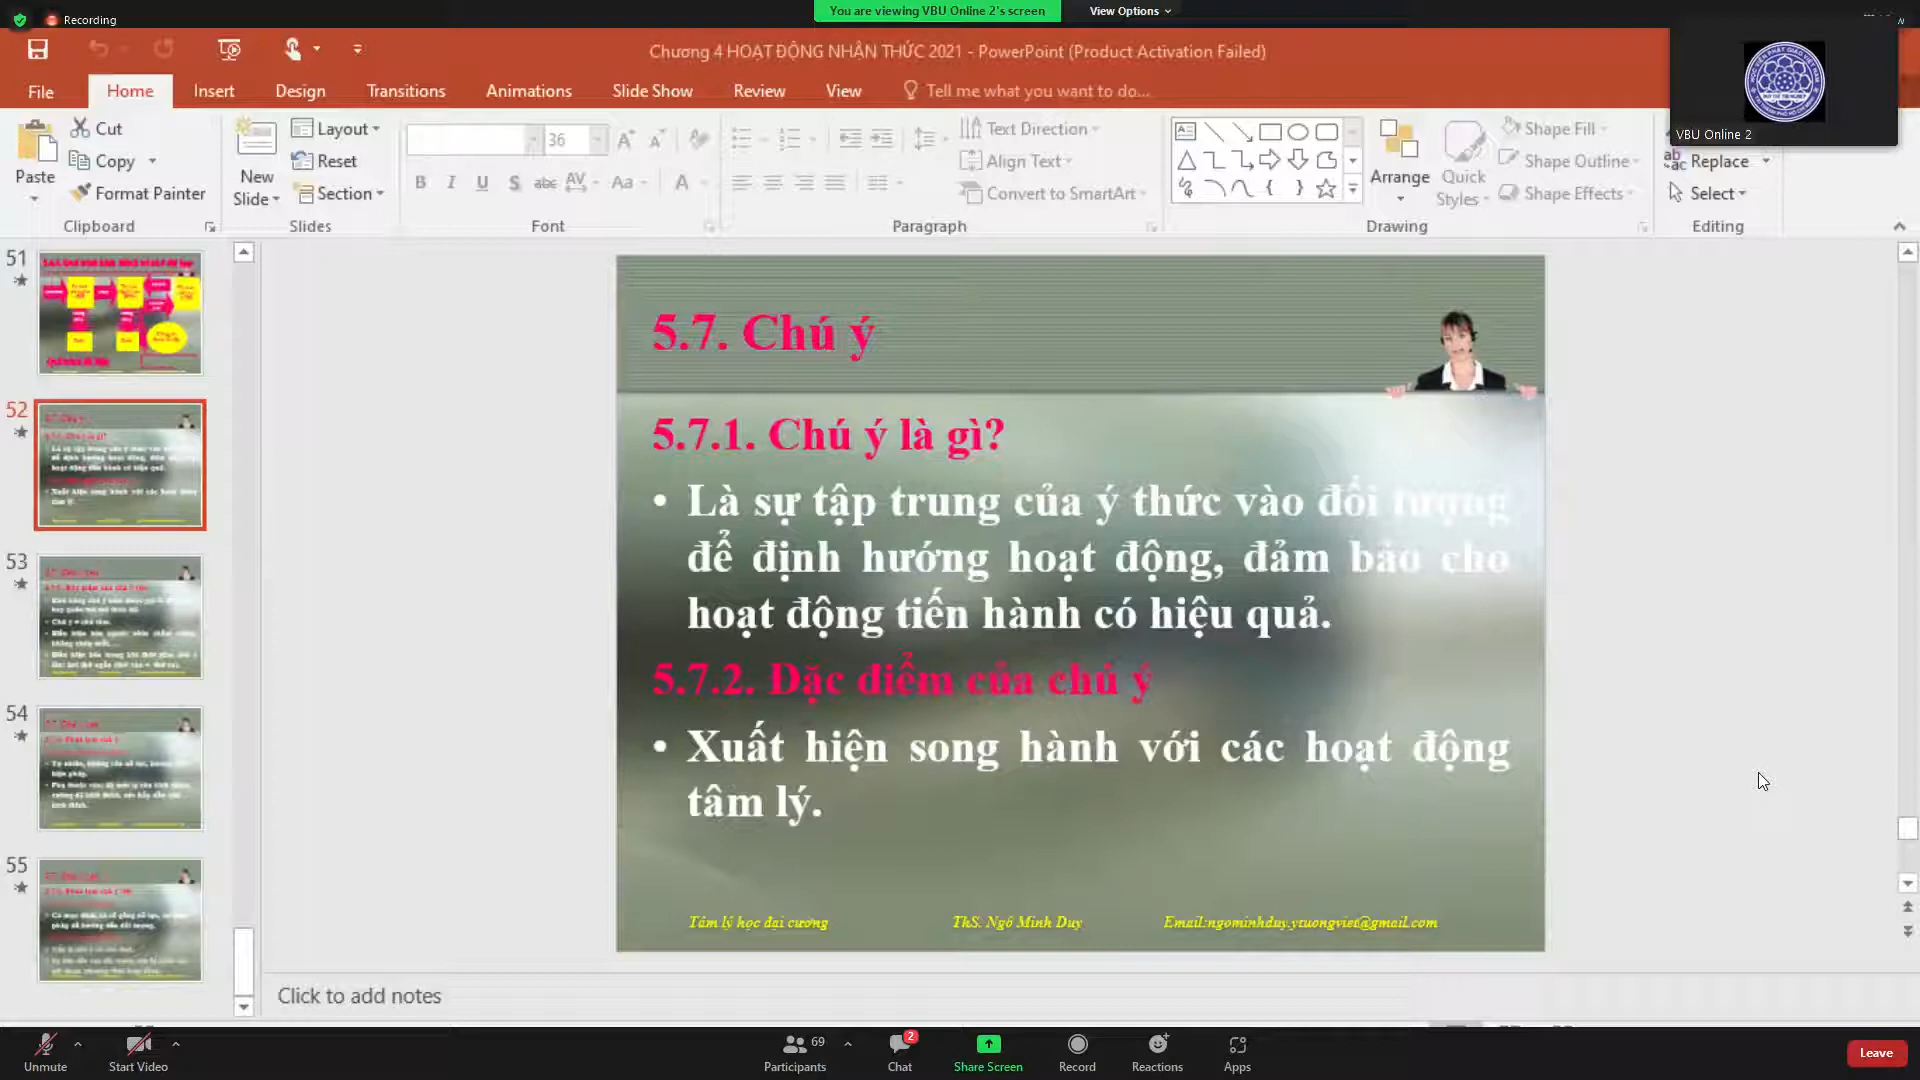 Recording
You are viewing VBU Online 2's screen
View Options
Chương 4 HOẠT ĐỘNG NHẬN THỨC 2021 - PowerPoint (Product Activation Failed)
File
Home
Insert
Design
Transitions
Animations
Slide Show
Review
View
Tell me what you want to do...
VBU Online 2
Paste
Cut
Copy
Format Painter
Clipboard
New
Slide
Layout
Reset
Section
Slides
36
B I U S abc AV Aa A
Font
Text Direction
Align Text
Convert to SmartArt
Paragraph
Arrange
Quick
Styles
Shape Fill
Shape Outline
Shape Effects
Drawing
Replace
Select
Editing
51
52
53
54
55
5.7. Chú ý
5.7.1. Chú ý là gì?
• Là sự tập trung của ý thức vào đối tượng
để định hướng hoạt động, đảm bảo cho
hoạt động tiến hành có hiệu quả.
5.7.2. Đặc điểm của chú ý
• Xuất hiện song hành với các hoạt động
tâm lý.
Tâm lý học đại cương
ThS. Ngô Minh Duy
Email:ngominhduy.ytuongviet@gmail.com
Click to add notes
Unmute
Start Video
69
Participants
2
Chat
Share Screen
Record
Reactions
Apps
Leave